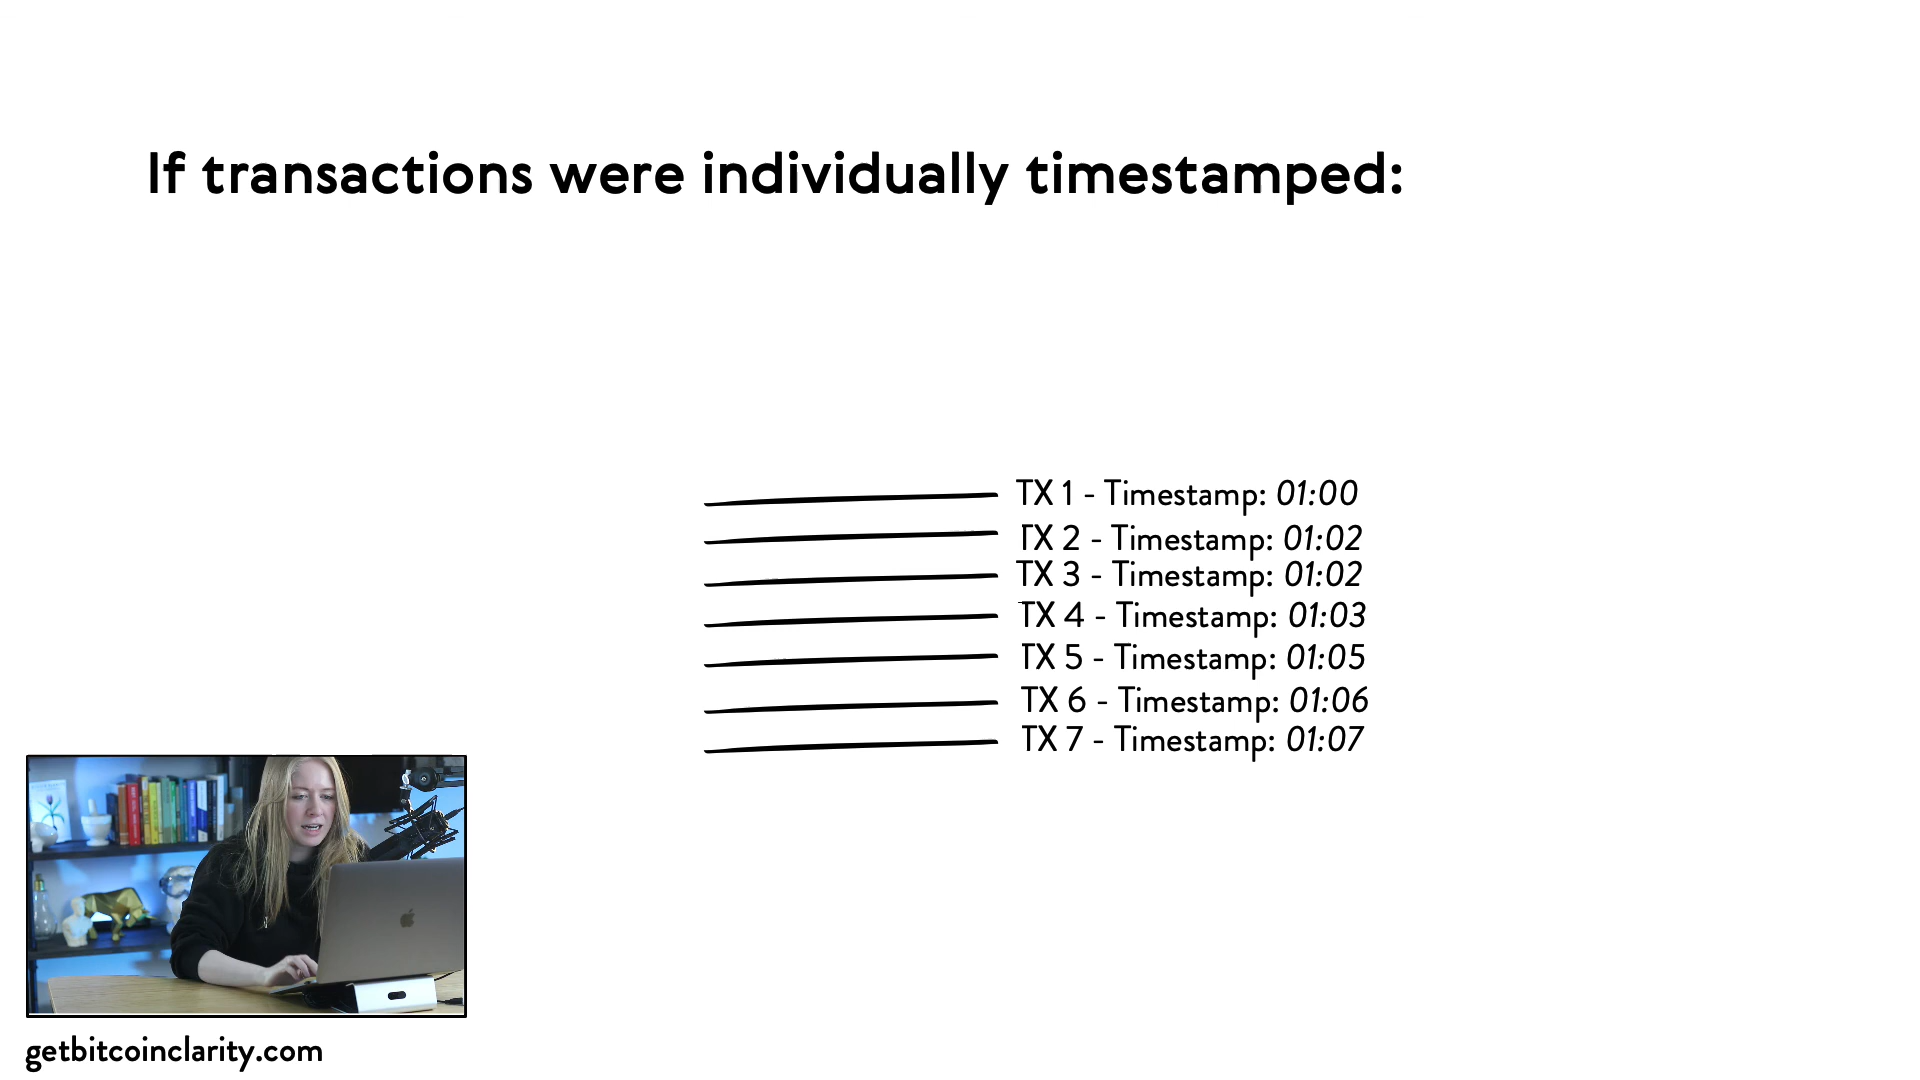 If transactions were individually timestamped:
TX 1 - Timestamp: 01:00
TX 2 - Timestamp: 01:02
TX 3 - Timestamp: 01:02
TX 4 - Timestamp: 01:03
TX 5 - Timestamp: 01:05
TX 6 - Timestamp: 01:06
TX 7 - Timestamp: 01:07
getbitcoinclarity.com